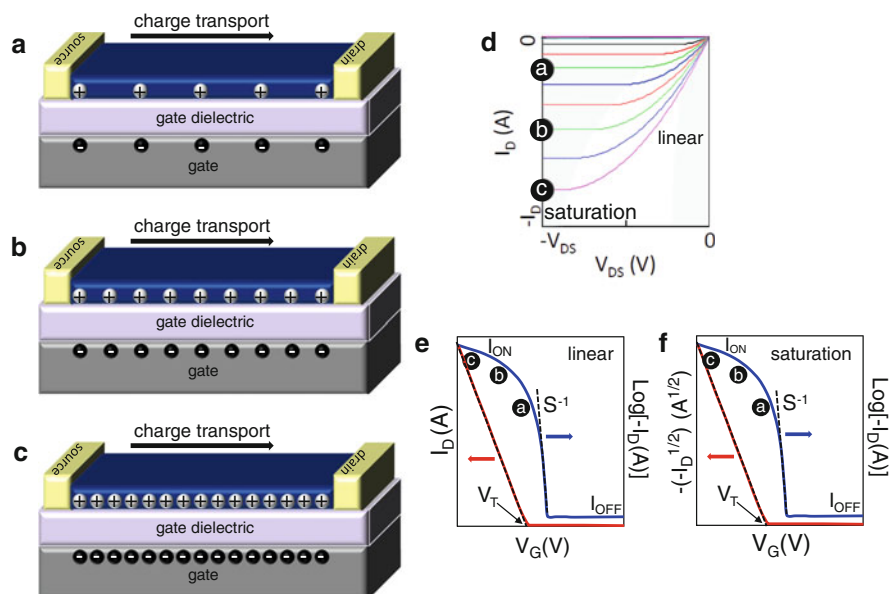 a
charge transport
source
drain
+ + + + +
gate dielectric
- - - - -
gate
b
charge transport
source
drain
+ + + + + + + + +
gate dielectric
- - - - - - - - -
gate
c
charge transport
source
drain
+ + + + + + + + + + + + + + + +
gate dielectric
- - - - - - - - - - - - - -
gate
d
0
a
b
c
I_D (A)
linear
saturation
-I_D
-V_DS
0
V_DS (V)
e
I_ON
linear
c
b
a
S^-1
I_D (A)
Log[-I_D(A)]
V_T
I_OFF
V_G(V)
f
I_ON
saturation
c
b
a
S^-1
-(-I_D^1/2) (A^1/2)
Log[-I_D(A)]
V_T
I_OFF
V_G(V)